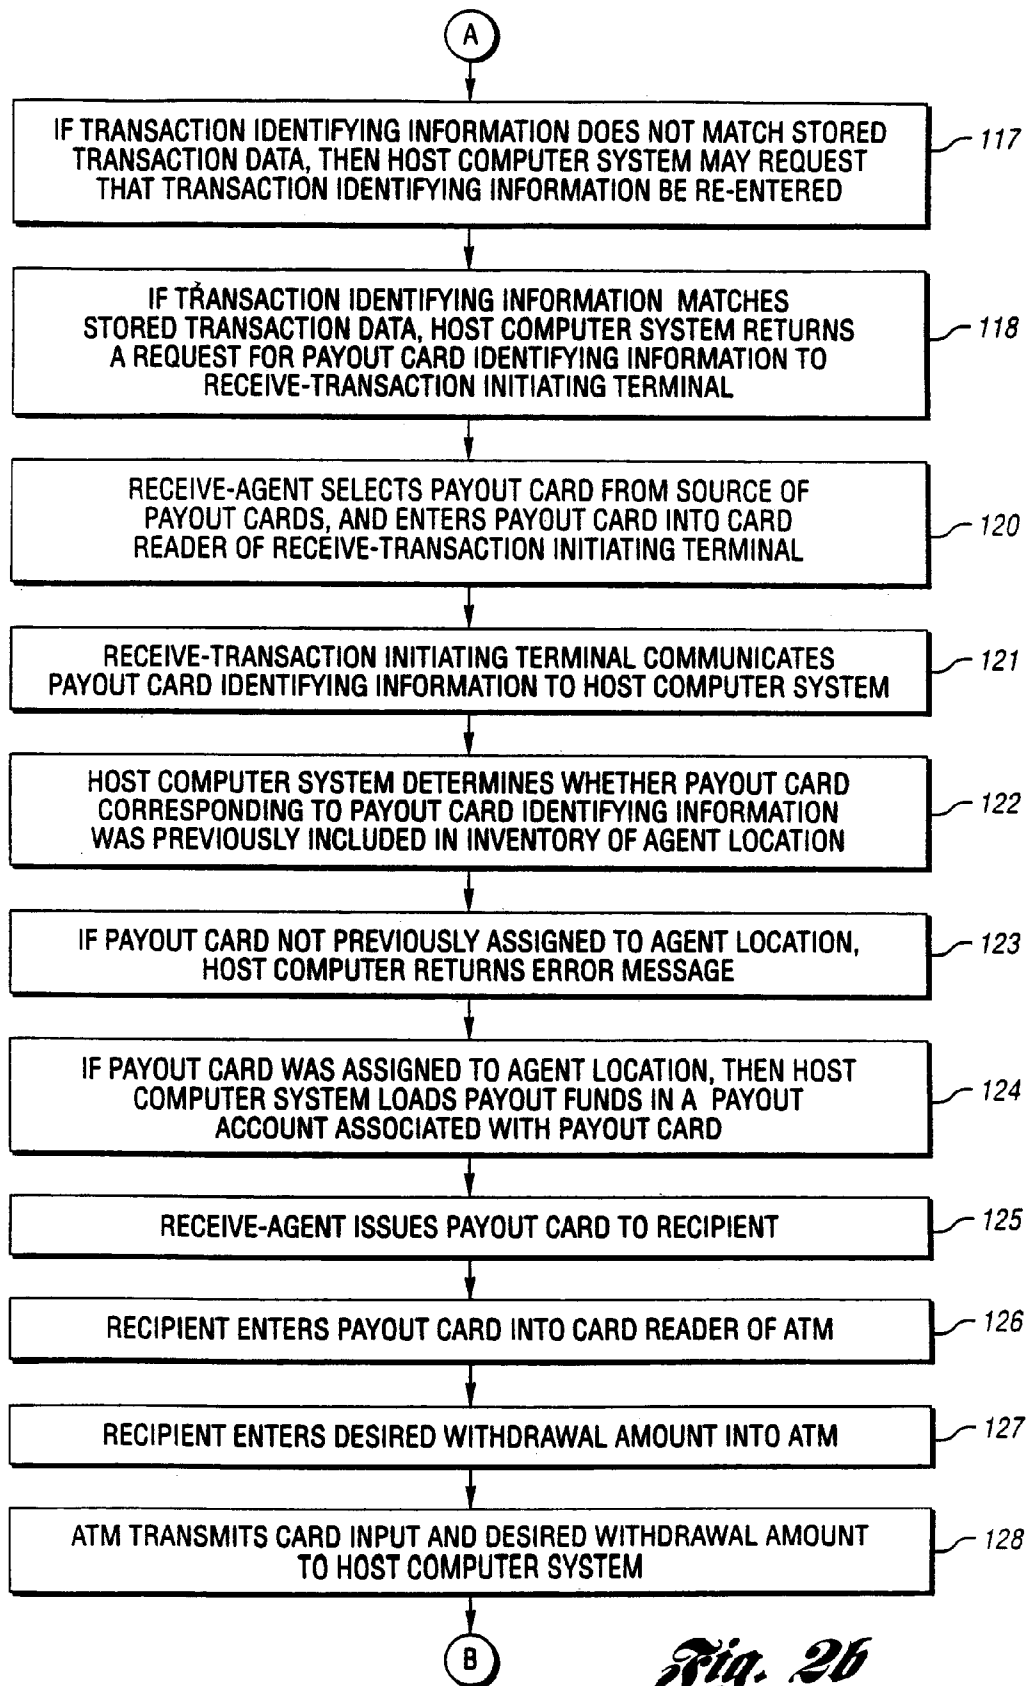 A
IF TRANSACTION IDENTIFYING INFORMATION DOES NOT MATCH STORED
TRANSACTION DATA, THEN HOST COMPUTER SYSTEM MAY REQUEST
THAT TRANSACTION IDENTIFYING INFORMATION BE RE-ENTERED
117
IF TRANSACTION IDENTIFYING INFORMATION MATCHES
STORED TRANSACTION DATA, HOST COMPUTER SYSTEM RETURNS
A REQUEST FOR PAYOUT CARD IDENTIFYING INFORMATION TO
RECEIVE-TRANSACTION INITIATING TERMINAL
118
RECEIVE-AGENT SELECTS PAYOUT CARD FROM SOURCE OF
PAYOUT CARDS, AND ENTERS PAYOUT CARD INTO CARD
READER OF RECEIVE-TRANSACTION INITIATING TERMINAL
120
RECEIVE-TRANSACTION INITIATING TERMINAL COMMUNICATES
PAYOUT CARD IDENTIFYING INFORMATION TO HOST COMPUTER SYSTEM
121
HOST COMPUTER SYSTEM DETERMINES WHETHER PAYOUT CARD
CORRESPONDING TO PAYOUT CARD IDENTIFYING INFORMATION
WAS PREVIOUSLY INCLUDED IN INVENTORY OF AGENT LOCATION
122
IF PAYOUT CARD NOT PREVIOUSLY ASSIGNED TO AGENT LOCATION,
HOST COMPUTER RETURNS ERROR MESSAGE
123
IF PAYOUT CARD WAS ASSIGNED TO AGENT LOCATION, THEN HOST
COMPUTER SYSTEM LOADS PAYOUT FUNDS IN A PAYOUT
ACCOUNT ASSOCIATED WITH PAYOUT CARD
124
RECEIVE-AGENT ISSUES PAYOUT CARD TO RECIPIENT
125
RECIPIENT ENTERS PAYOUT CARD INTO CARD READER OF ATM
126
RECIPIENT ENTERS DESIRED WITHDRAWAL AMOUNT INTO ATM
127
ATM TRANSMITS CARD INPUT AND DESIRED WITHDRAWAL AMOUNT
TO HOST COMPUTER SYSTEM
128
B
Fig. 2b